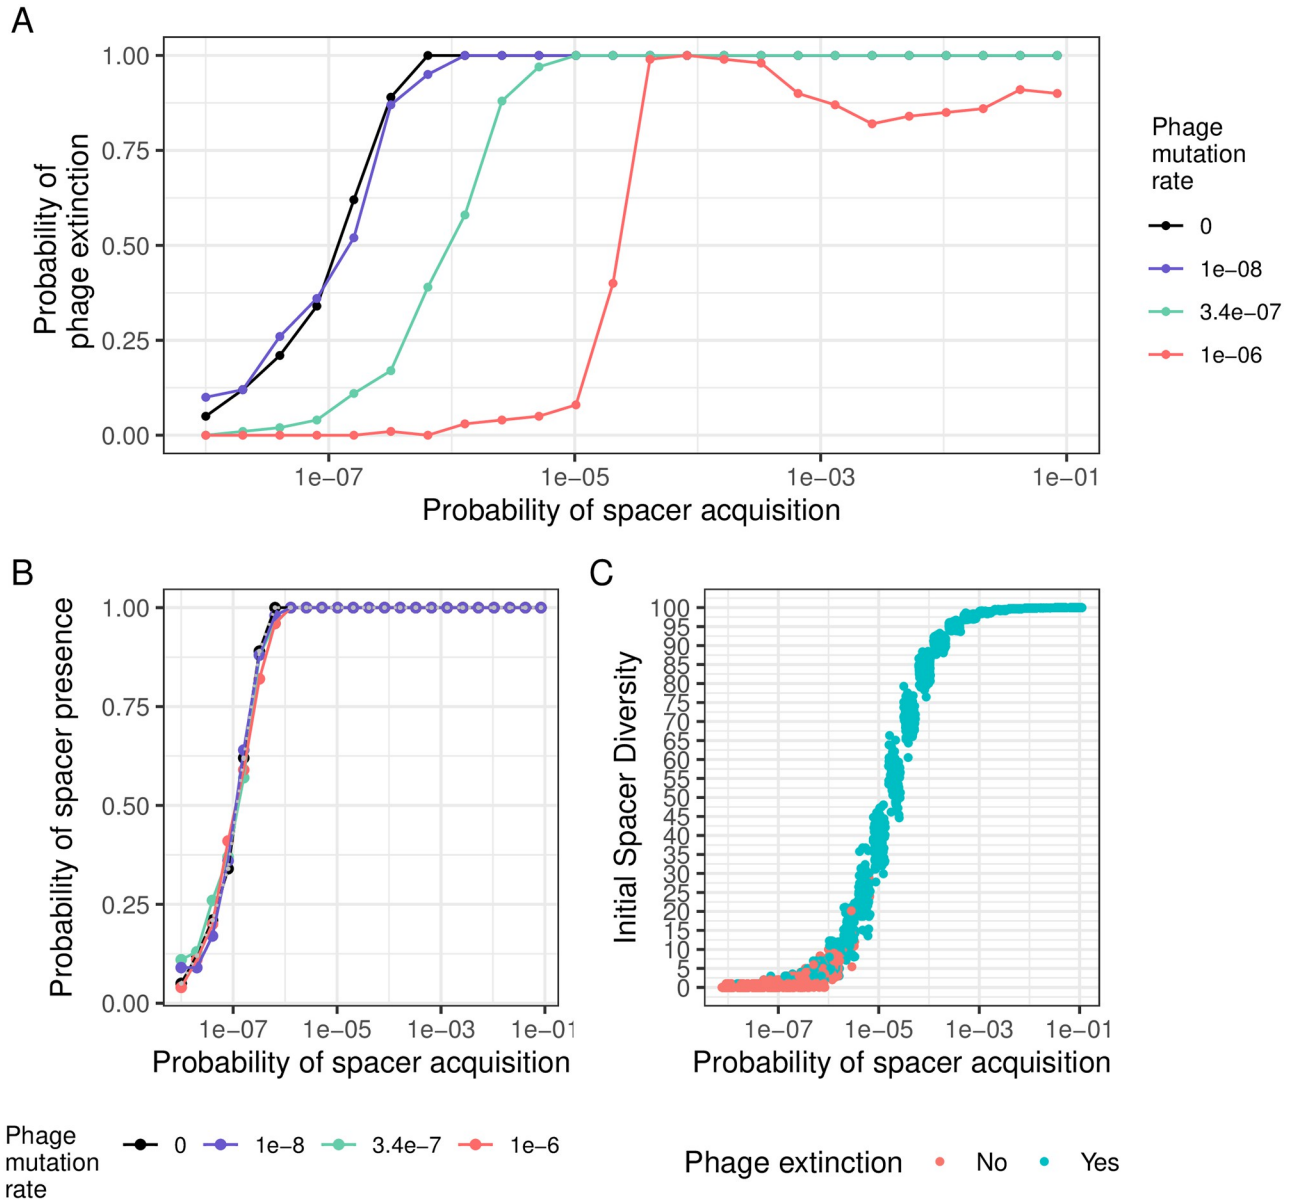 A
Probability of
phage extinction
1.00
0.75
0.50
0.25
0.00
1e−07
1e−05
1e−03
1e−01
Probability of spacer acquisition
Phage
mutation
rate
0
1e−08
3.4e−07
1e−06
B
Probability of spacer presence
1.00
0.75
0.50
0.25
0.00
1e−07
1e−05
1e−03
1e−01
Probability of spacer acquisition
Phage
mutation
rate
0
1e−8
3.4e−7
1e−6
C
Initial Spacer Diversity
100
95
90
85
80
75
70
65
60
55
50
45
40
35
30
25
20
15
10
5
0
1e−07
1e−05
1e−03
1e−01
Probability of spacer acquisition
Phage extinction
No
Yes